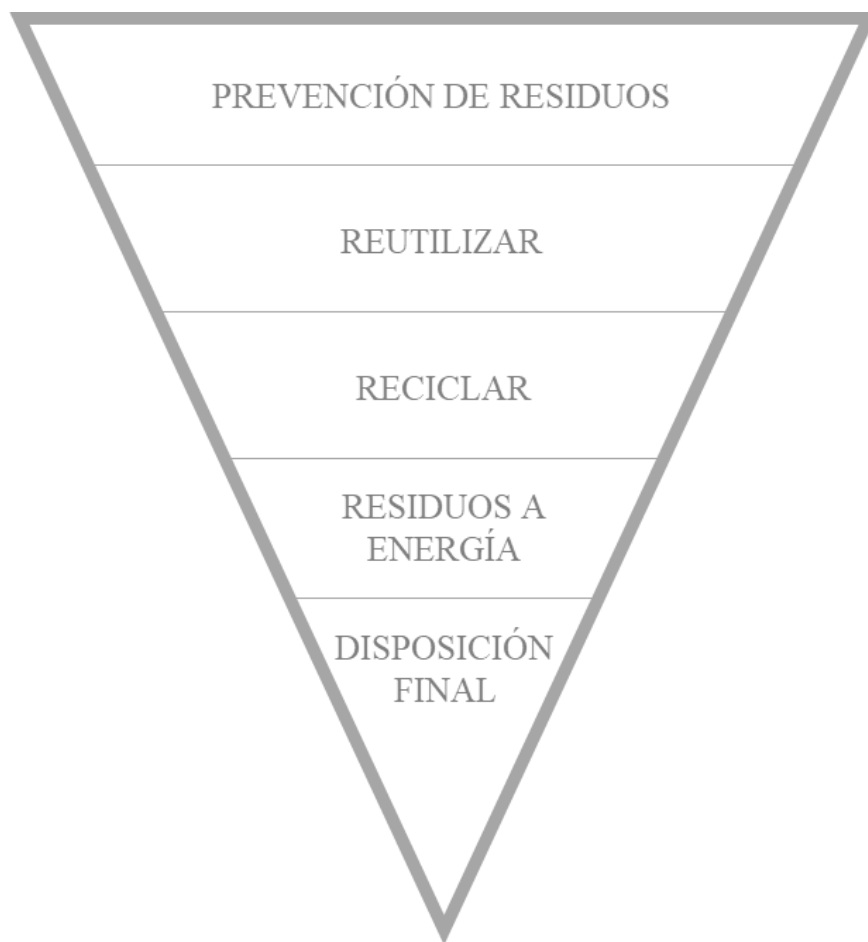 PREVENCIÓN DE RESIDUOS
REUTILIZAR
RECICLAR
RESIDUOS A
ENERGÍA
DISPOSICIÓN
FINAL